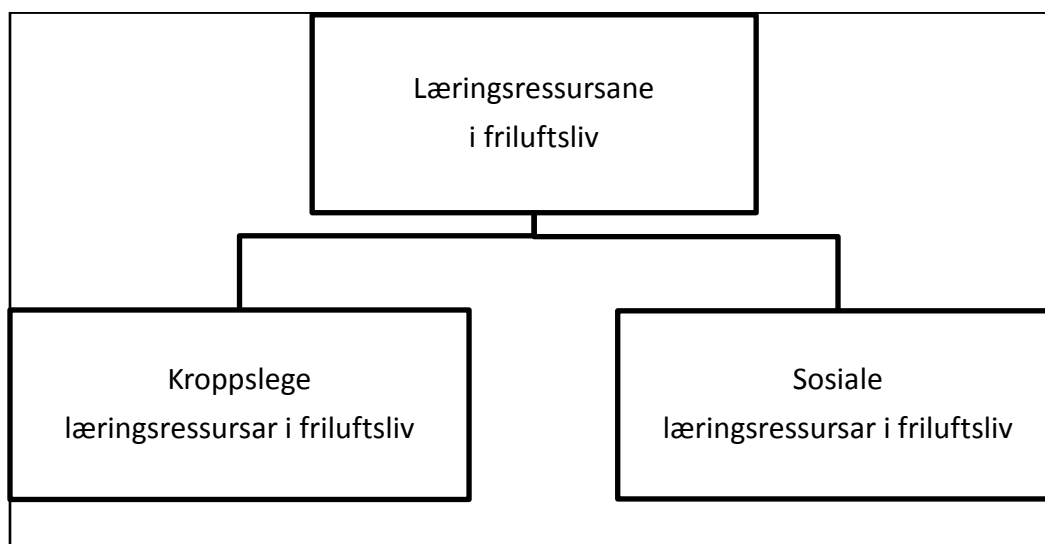 Læringsressursane
i friluftsliv
Kroppslege
læringsressursar i friluftsliv
Sosiale
læringsressursar i friluftsliv